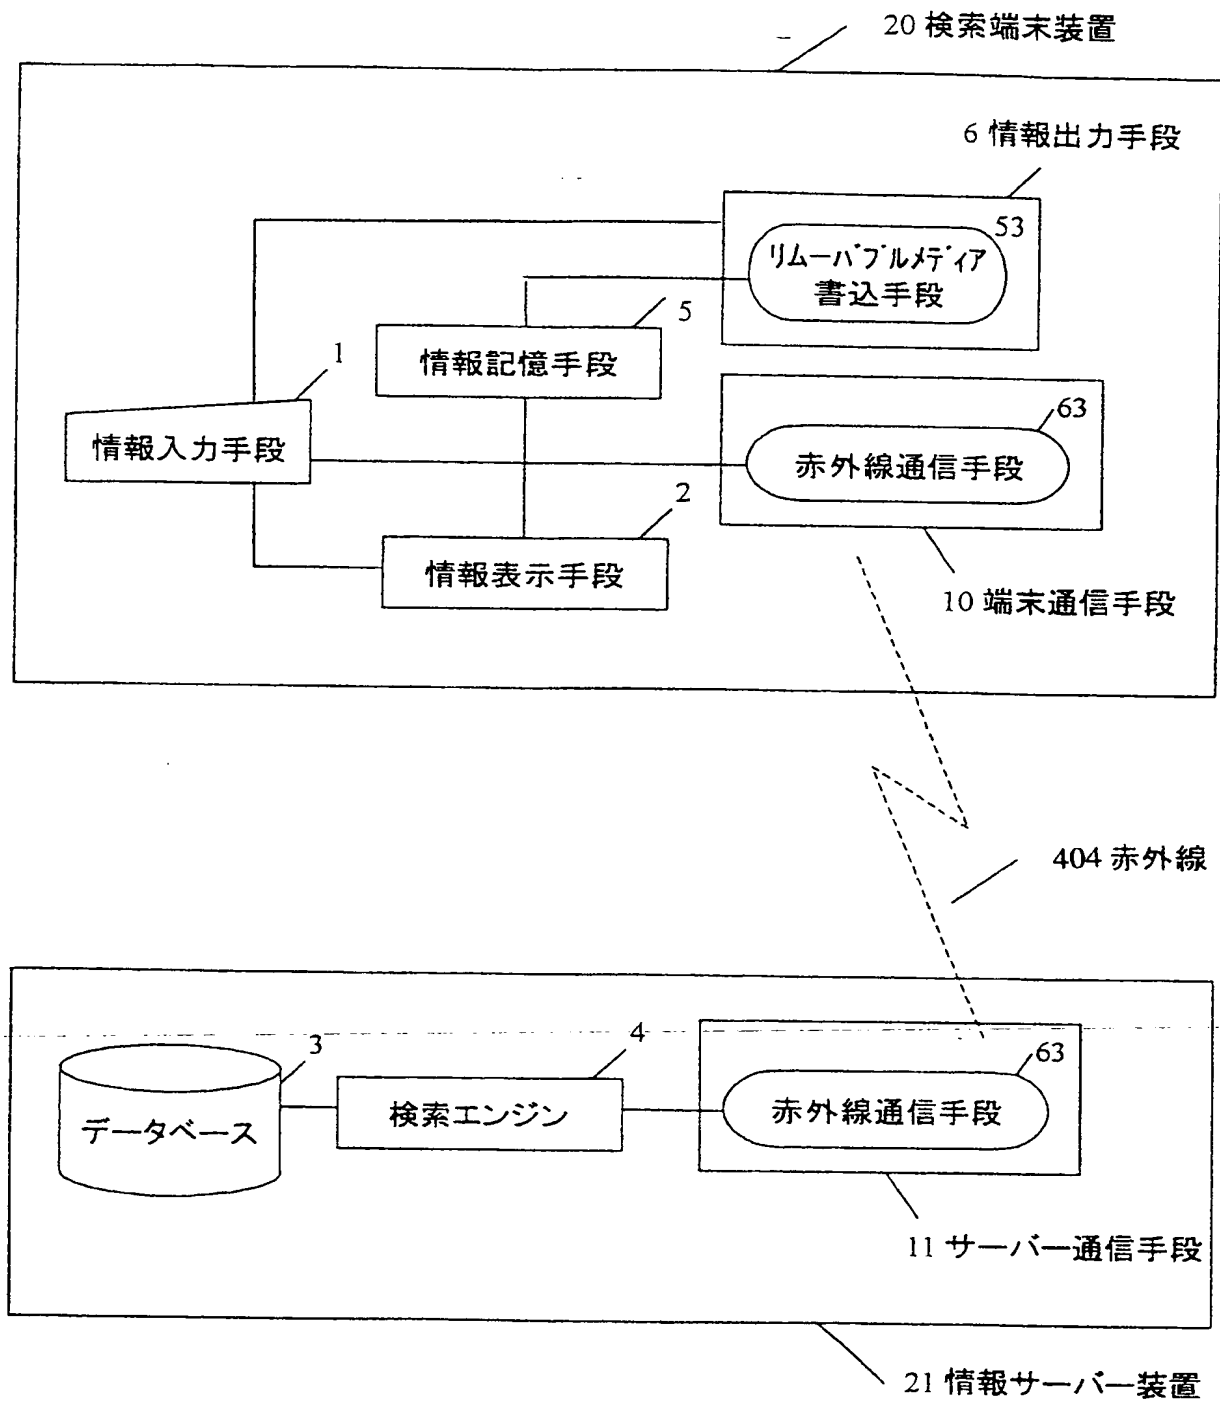 20 検索端末装置
6 情報出力手段
53
リムーバブルメディア
書込手段
5
情報記憶手段
1
情報入力手段
63
赤外線通信手段
2
情報表示手段
10 端末通信手段
404 赤外線
3
データベース
4
検索エンジン
63
赤外線通信手段
11 サーバー通信手段
21 情報サーバー装置